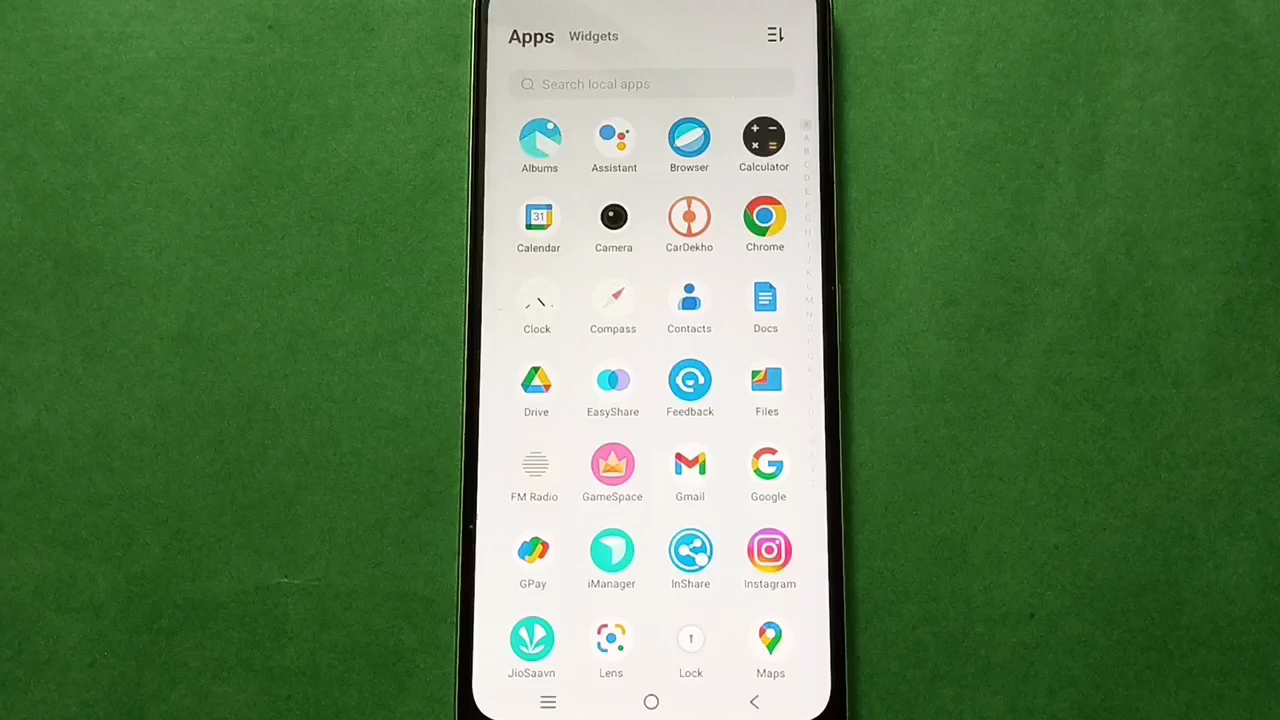 Apps Widgets
Search local apps
Albums Assistant Browser Calculator
31
Calendar Camera CarDekho Chrome
Clock Compass Contacts Docs
Drive EasyShare Feedback Files
FM Radio GameSpace Gmail Google
GPay iManager InShare Instagram
JioSaavn Lens Lock Maps